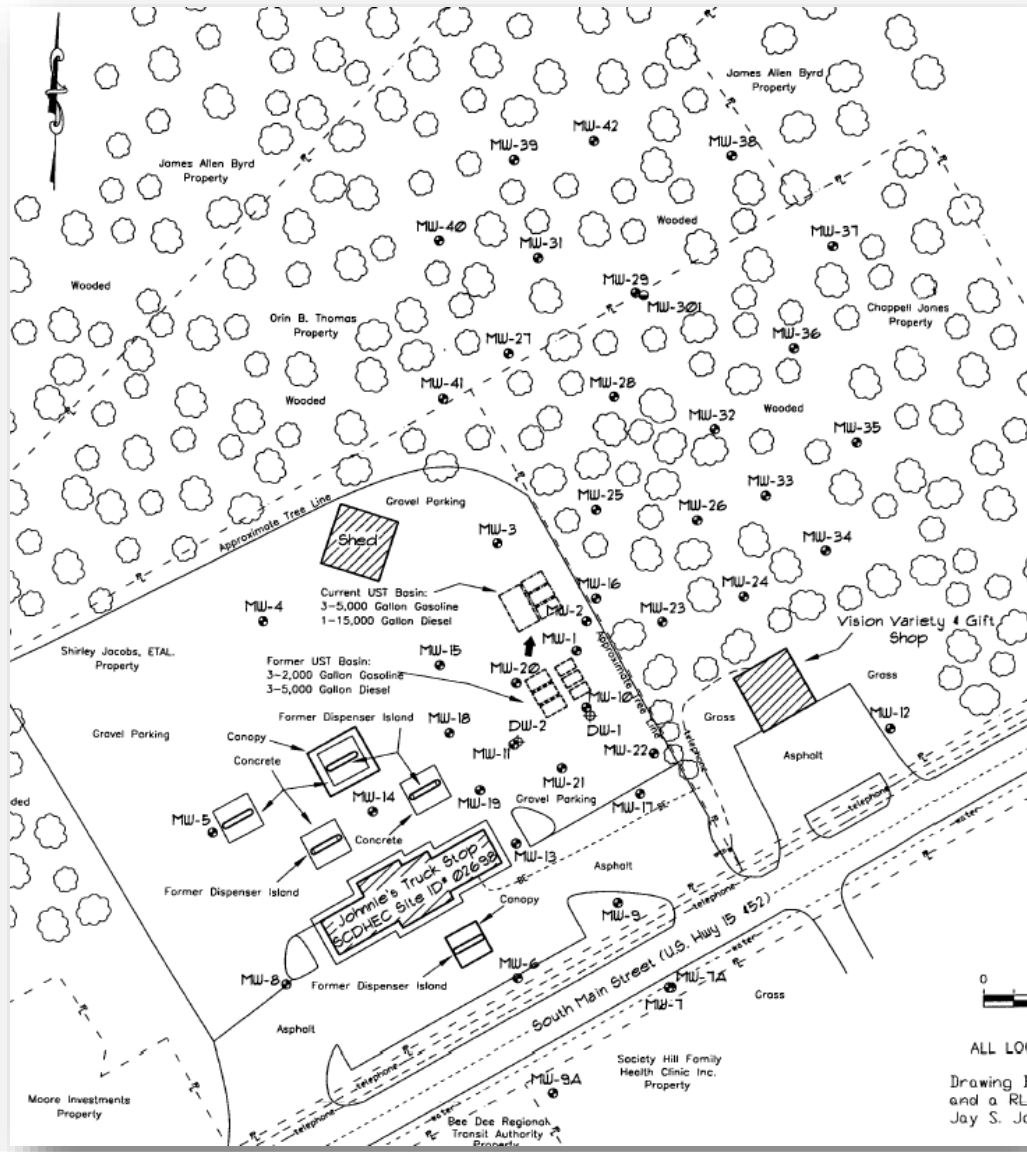 James Allen Byrd
Property
MW-42
MW-39
MW-38
James Allen Byrd
Property
Wooded
MW-40
MW-31
MW-37
Wooded
MW-29
MW-30I
Orin B. Thomas
Property
Chappell Jones
Property
MW-27
MW-36
MW-41
MW-28
Wooded
Wooded
MW-32
MW-35
Approximate Tree Line
Gravel Parking
MW-25
MW-26
MW-33
Shed
MW-3
MW-34
Current UST Basin:
3-5,000 Gallon Gasoline
1-15,000 Gallon Diesel
MW-16
MW-24
MW-4
MW-2
MW-23
Vision Variety & Gift
Shop
Shirley Jacobs, ETAL.
Property
MW-15
MW-1
Approximate Tree Line
Former UST Basin:
3-2,000 Gallon Gasoline
3-5,000 Gallon Diesel
MW-20
MW-10
Grass
Grass
Former Dispenser Island
MW-18
DW-2
DW-1
MW-12
Gravel Parking
Canopy
MW-11
MW-22
telephone
Asphalt
Concrete
MW-21
MW-14
MW-19
Gravel Parking
MW-17
telephone
MW-5
Concrete
MW-13
water
Johnnie's Truck Stop
SCDHEC Site ID# 02698
Asphalt
Former Dispenser Island
Canopy
MW-9
telephone
MW-8
Former Dispenser Island
MW-6
South Main Street (U.S. Hwy 15 & 52)
water
MW-7A
MW-7
Grass
Asphalt
0
ALL LO
Society Hill Family
Health Clinic Inc.
Property
telephone
MW-9A
Moore Investments
Property
telephone
water
Bee Dee Regional
Transit Authority
Property
Drawing
and a RL
Jay S. Jo